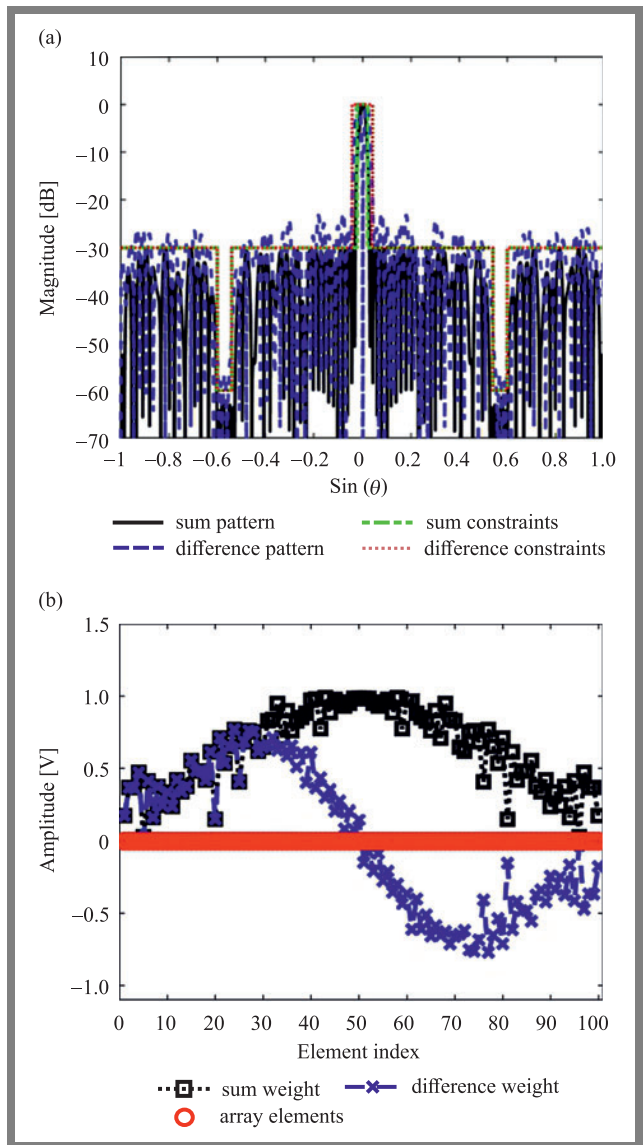 (a)
10
0
−10
−20
−30
−40
−50
−60
−70
Magnitude [dB]
−1 −0.8 −0.6 −0.4 −0.2 0 0.2 0.4 0.6 0.8 1.0
Sin (θ)
sum pattern sum constraints
difference pattern difference constraints
(b)
1.5
1.0
0.5
0
−0.5
−1.0
Amplitude [V]
0 10 20 30 40 50 60 70 80 90 100
Element index
sum weight difference weight
array elements